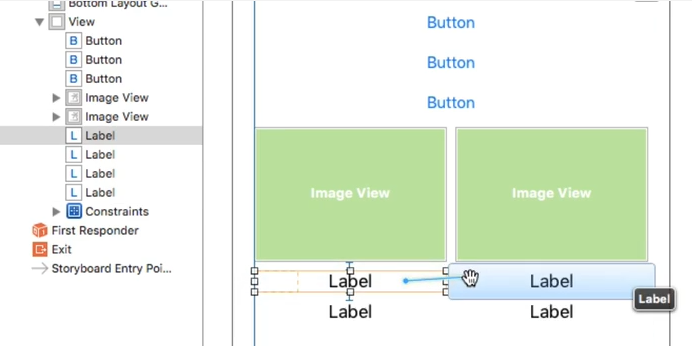 Bottom Layout G...
View
B Button
B Button
B Button
Image View
Image View
L Label
L Label
L Label
L Label
Constraints
First Responder
Exit
Storyboard Entry Poi...
Button
Button
Button
Image View Image View
Label Label
Label
Label Label